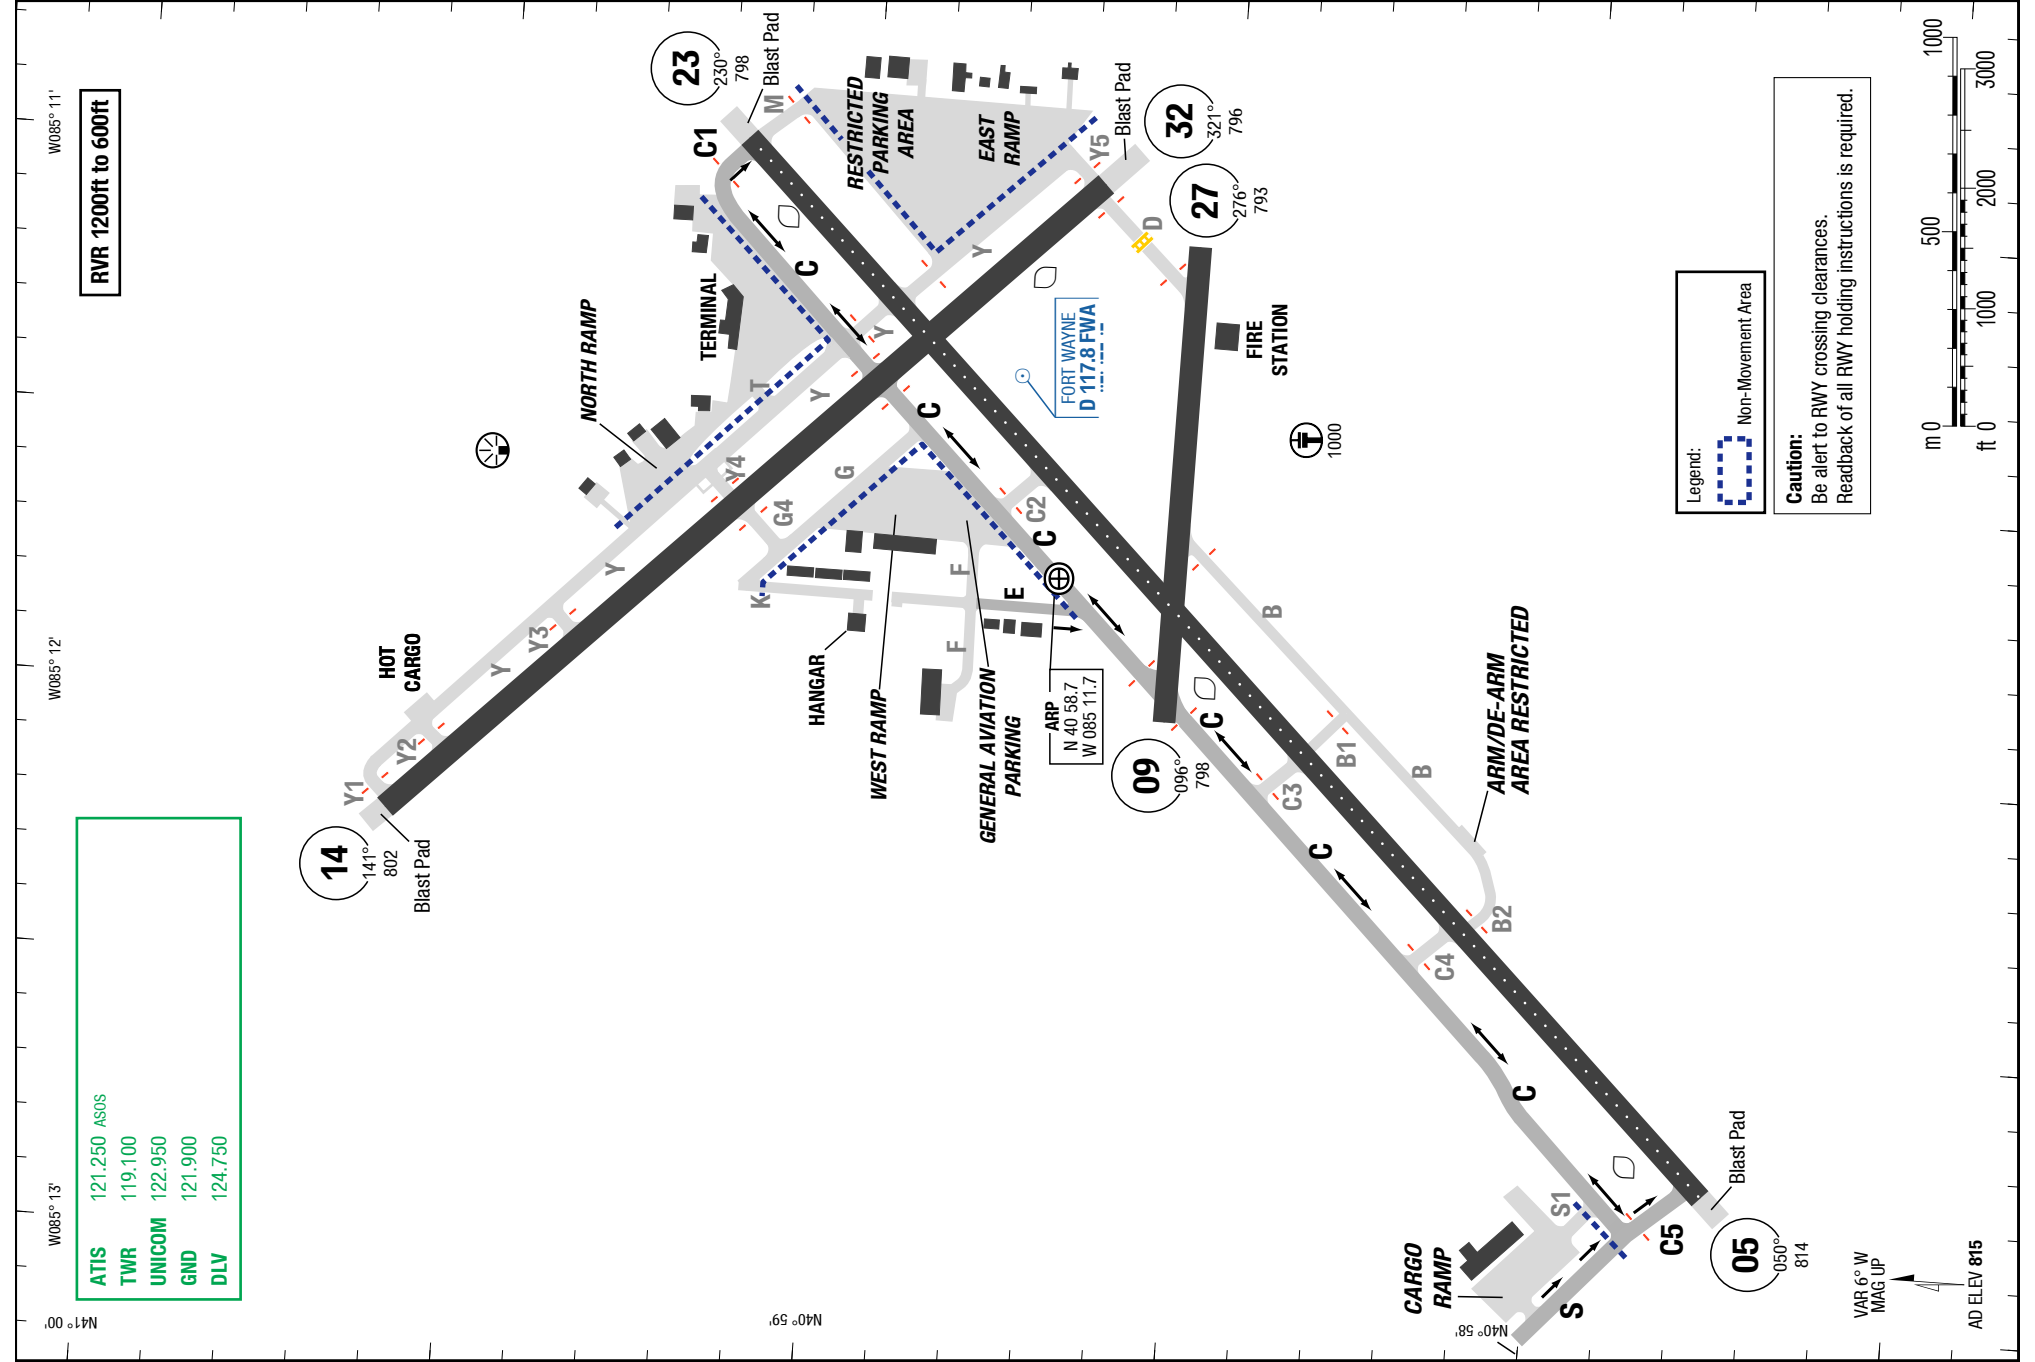 RVR 1200ft to 600ft
ATIS 121.250 ASOS
TWR 119.100
UNICOM 122.950
GND 121.900
DLV 124.750
W085° 11'
W085° 12'
W085° 13'
N41° 00'
N40° 59'
N40° 58'
23
230°
798
Blast Pad
C1
M
RESTRICTED
PARKING
AREA
EAST
RAMP
Y5
Blast Pad
32
321°
796
27
276°
793
D
Y
C
Y
TERMINAL
NORTH RAMP
T
Y
Y4
G
G4
C
C2
C
FORT WAYNE
D 117.8 FWA
FIRE
STATION
1000
Y
Y3
Y
HOT
CARGO
Y2
Y1
14
141°
802
Blast Pad
K
F
F
E
HANGAR
WEST RAMP
GENERAL AVIATION
PARKING
ARP
N 40 58.7
W 085 11.7
09
096°
798
C
C3
C
B
B1
B
B2
ARM/DE-ARM
AREA RESTRICTED
C4
C
S1
S
CARGO
RAMP
C5
05
050°
814
Blast Pad
Legend:
Non-Movement Area
Caution:
Be alert to RWY crossing clearances.
Readback of all RWY holding instructions is required.
m 0 500 1000
ft 0 1000 2000 3000
VAR 6° W
MAG UP
AD ELEV 815